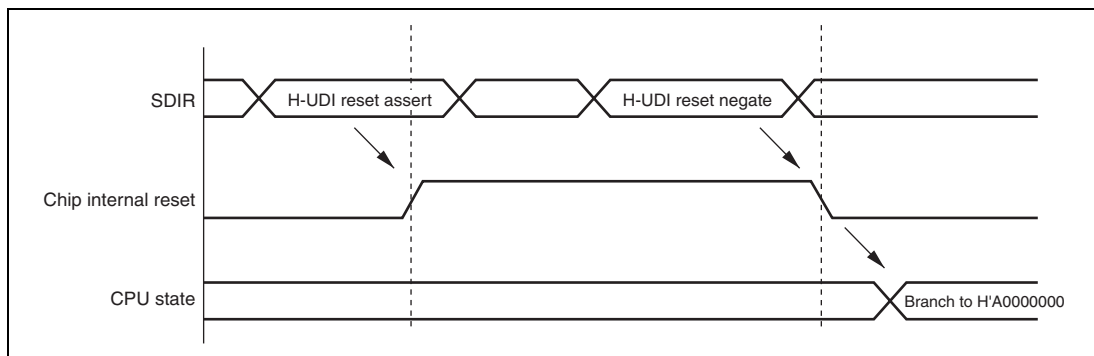 SDIR
H-UDI reset assert
H-UDI reset negate
Chip internal reset
CPU state
Branch to H'A0000000